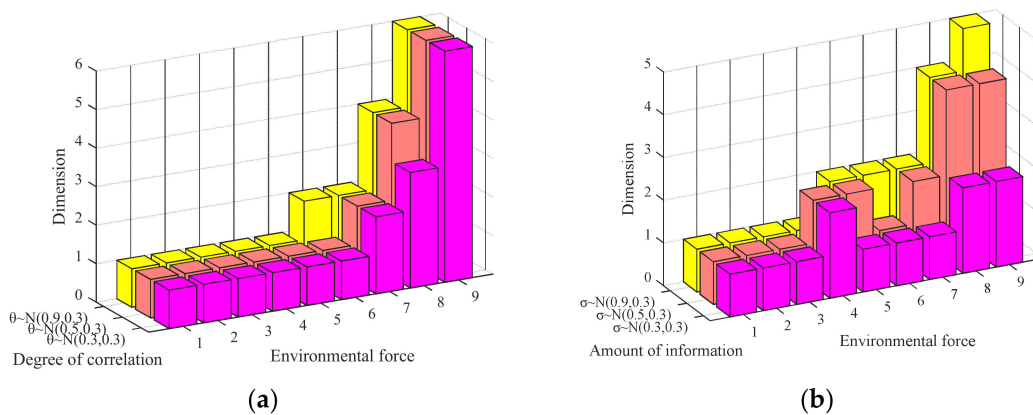 6
5
4
3
2
1
0
Dimension
θ~N(0.9,0.3)
θ~N(0.5,0.3)
θ~N(0.3,0.3)
Degree of correlation
1
2
3
4
5
6
7
8
9
Environmental force
(a)
5
4
3
2
1
0
Dimension
σ~N(0.9,0.3)
σ~N(0.5,0.3)
σ~N(0.3,0.3)
Amount of information
1
2
3
4
5
6
7
8
9
Environmental force
(b)